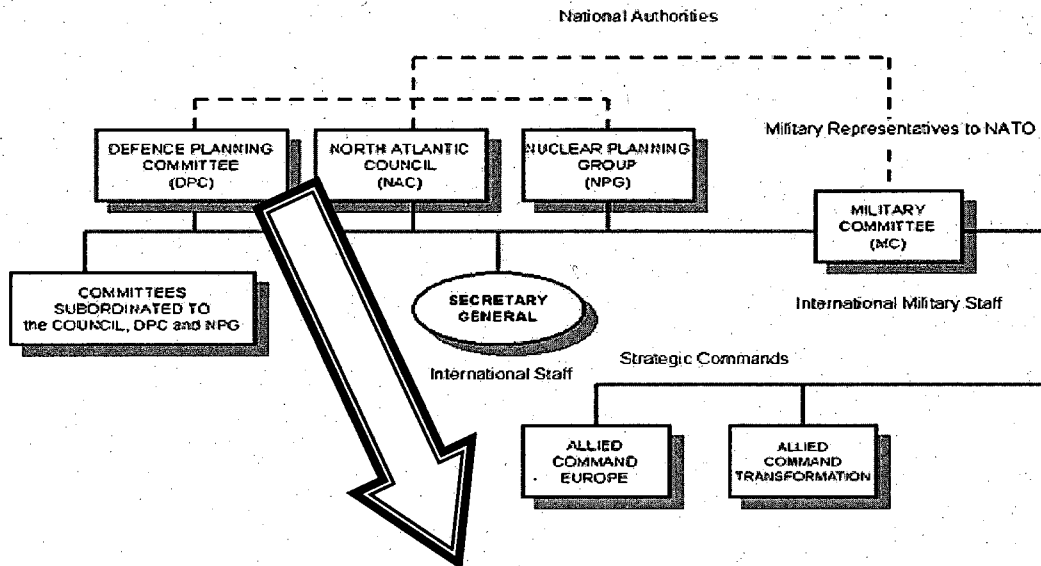 National Authorities
DEFENCE PLANNING
COMMITTEE
(DPC)
NORTH ATLANTIC
COUNCIL
(NAC)
NUCLEAR PLANNING
GROUP
(NPG)
Military Representatives to NATO
MILITARY
COMMITTEE
(MC)
COMMITTEES
SUBORDINATED TO
the COUNCIL, DPC and NPG
SECRETARY
GENERAL
International Military Staff
International Staff
Strategic Commands
ALLIED
COMMAND
EUROPE
ALLIED
COMMAND
TRANSFORMATION